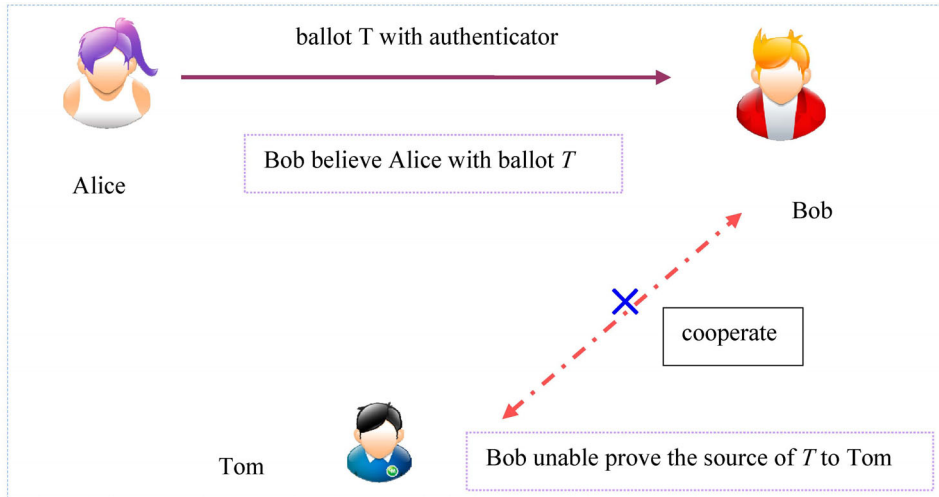 ballot T with authenticator
Bob believe Alice with ballot T
Alice
Bob
cooperate
Tom
Bob unable prove the source of T to Tom